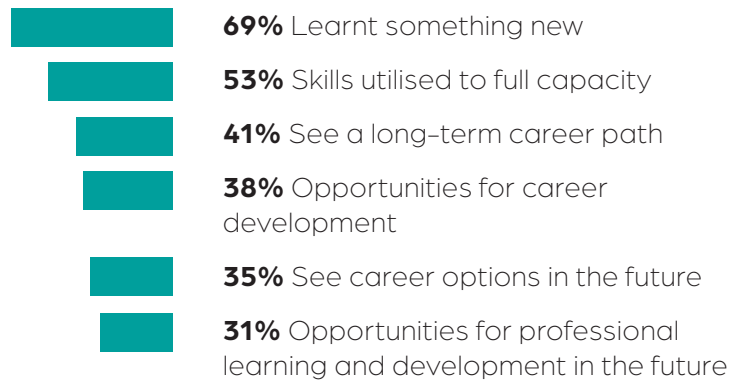 69% Learnt something new
53% Skills utilised to full capacity
41% See a long-term career path
38% Opportunities for career
development
35% See career options in the future
31% Opportunities for professional
learning and development in the future